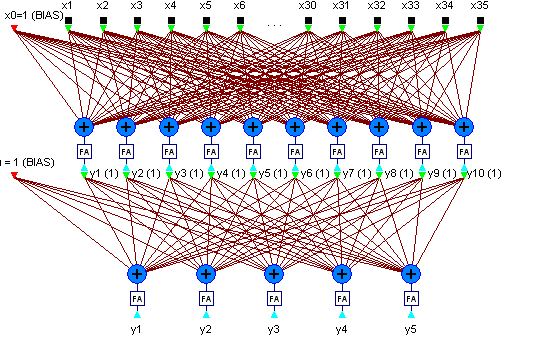 x0=1 (BIAS) x1 x2 x3 x4 x5 x6 . . . x30 x31 x32 x33 x34 x35
+ + + + + + + + + +
FA FA FA FA FA FA FA FA FA FA
= 1 (BIAS) y1 (1) y2 (1) y3 (1) y4 (1) y5 (1) y6 (1) y7 (1) y8 (1) y9 (1) y10 (1)
+ + + + +
FA FA FA FA FA
y1 y2 y3 y4 y5